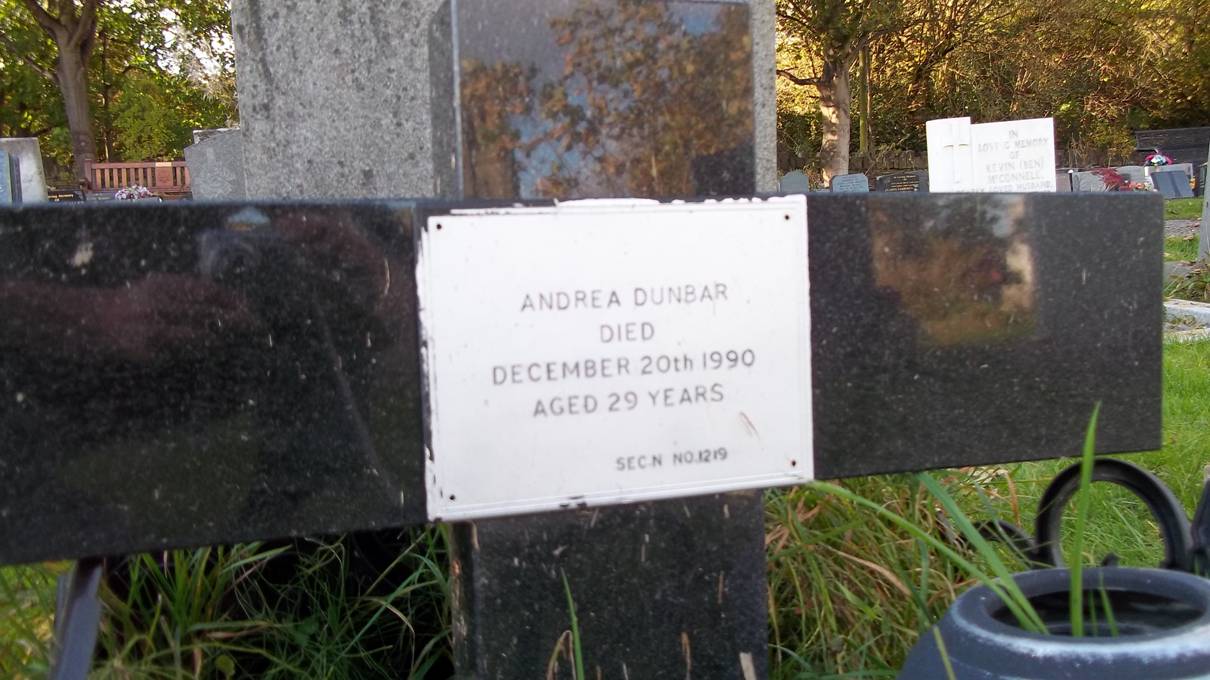 ANDREA DUNBAR
DIED
DECEMBER 20th 1990
AGED 29 YEARS
SEC.N NO.1219
IN
LOVING MEMORY
OF
KEVIN (BEN)
McCONNELL
HUSBAND